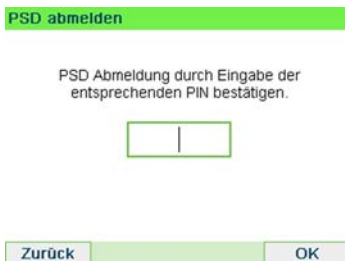 PSD abmelden
PSD Abmeldung durch Eingabe der
entsprechenden PIN bestätigen.
Zurück OK